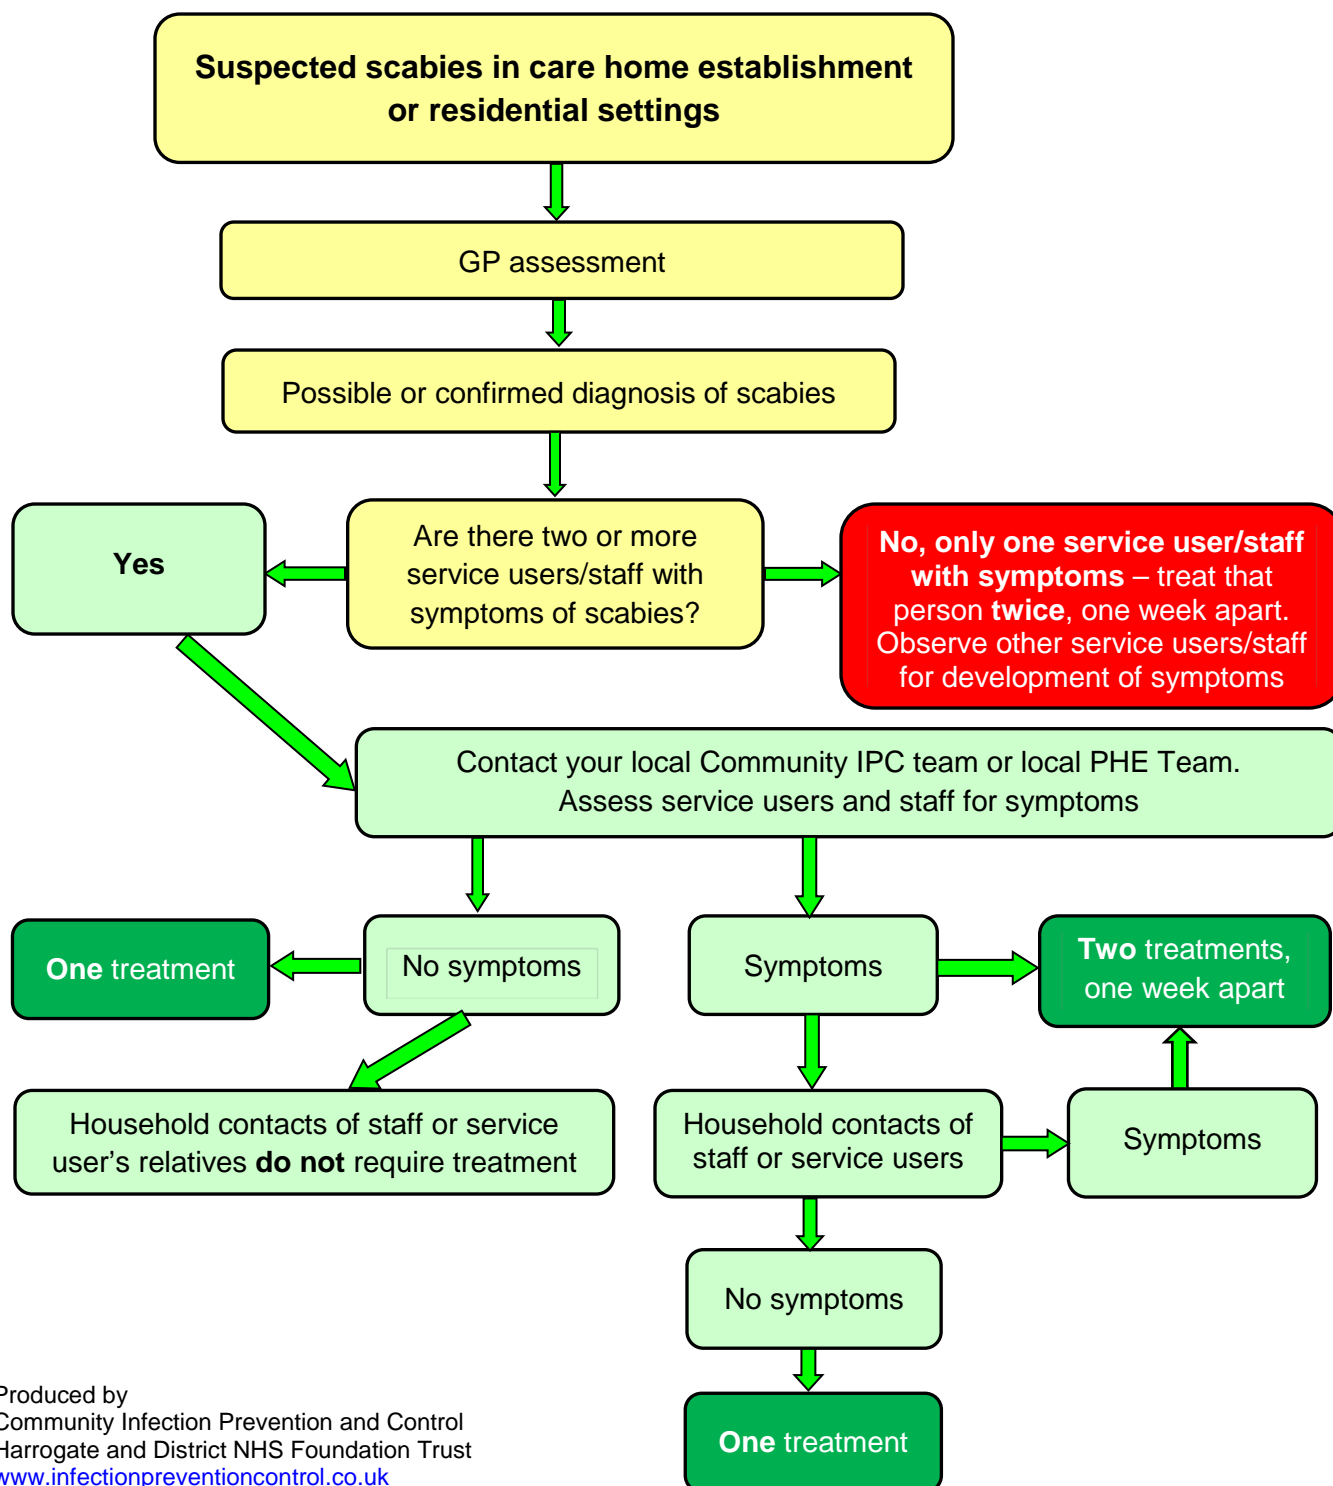 Suspected scabies in care home establishment
or residential settings
GP assessment
Possible or confirmed diagnosis of scabies
Yes
Are there two or more
service users/staff with
symptoms of scabies?
No, only one service user/staff
with symptoms – treat that
person twice, one week apart.
Observe other service users/staff
for development of symptoms
Contact your local Community IPC team or local PHE Team.
Assess service users and staff for symptoms
One treatment
No symptoms
Symptoms
Two treatments,
one week apart
Household contacts of staff or service
user's relatives do not require treatment
Household contacts of
staff or service users
Symptoms
No symptoms
One treatment
Produced by
Community Infection Prevention and Control
Harrogate and District NHS Foundation Trust
www.infectionpreventioncontrol.co.uk